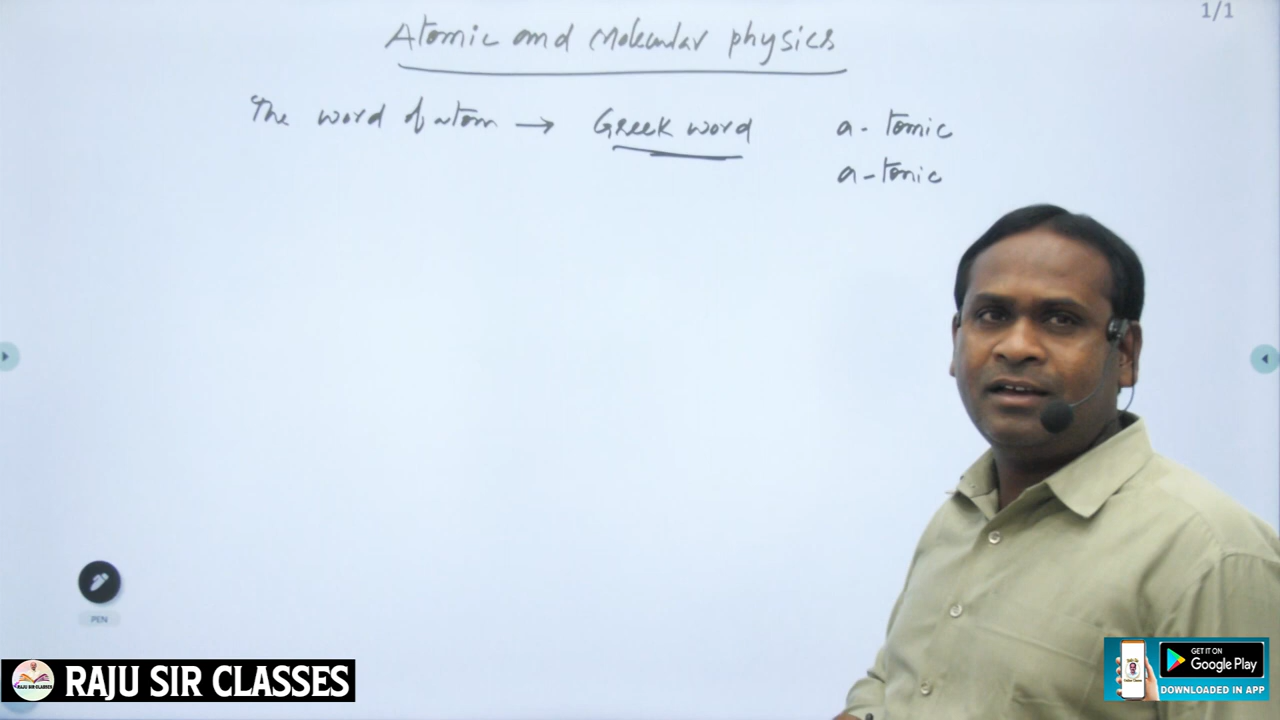 1/1
Atomic and Molecular physics
The word of atom → Greek word a-tomic
a-tonic
PEN
RAJU SIR CLASSES
GET IT ON
Google Play
DOWNLOADED IN APP